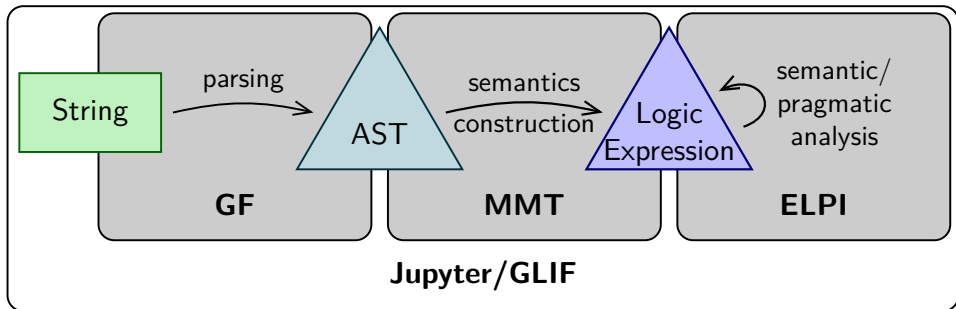 String
parsing
AST
semantics
construction
Logic
Expression
semantic/
pragmatic
analysis
GF
MMT
ELPI
Jupyter/GLIF